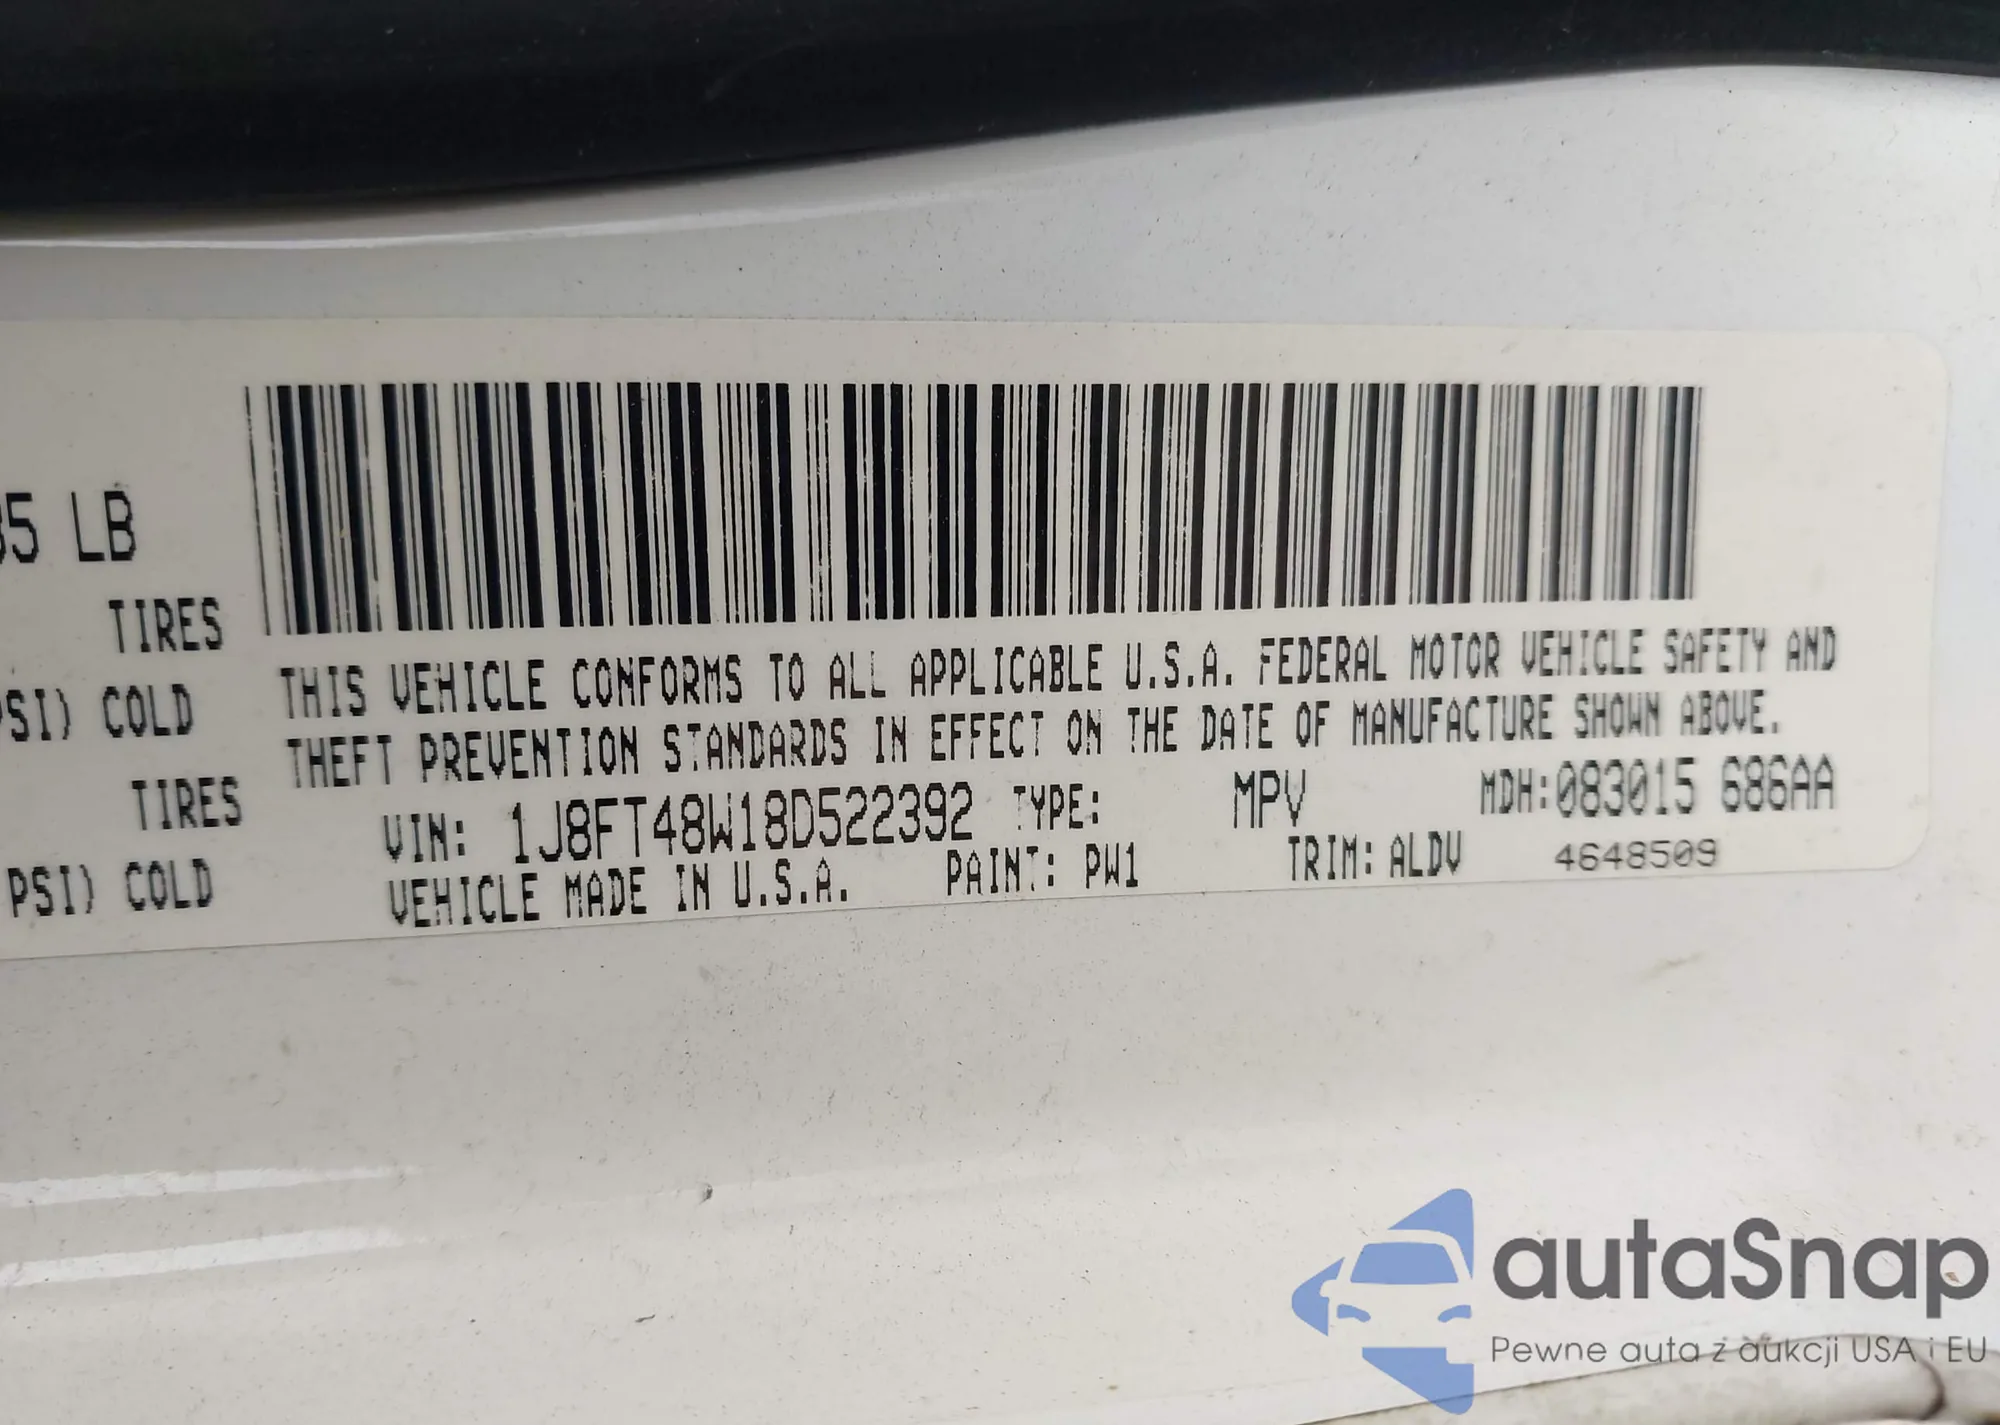 35 LB
TIRES
PSI) COLD
TIRES
PSI) COLD
THIS VEHICLE CONFORMS TO ALL APPLICABLE U.S.A. FEDERAL MOTOR VEHICLE SAFETY AND
THEFT PREVENTION STANDARDS IN EFFECT ON THE DATE OF MANUFACTURE SHOWN ABOVE.
VIN: 1J8FT48W18D522392 TYPE: MPV MDH:083015 686AA
VEHICLE MADE IN U.S.A. PAINT: PW1 TRIM: ALDV 4648509
autaSnap
Pewne auta z aukcji USA i EU